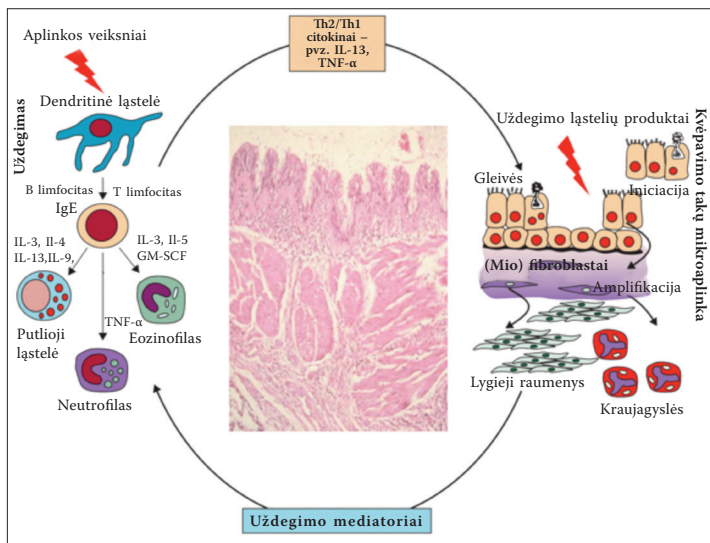 Th2/Th1
citokinai –
pvz. IL-13,
TNF-α
Aplinkos veiksniai
Uždegimas
Dendritinė ląstelė
B limfocitas
T limfocitas
IgE
IL-3, Il-4
IL-13,IL-9,
IL-3, Il-5
GM-SCF
TNF-α
Putlioji
ląstelė
Eozinofilas
Neutrofilas
Uždegimo ląstelių produktai
Kvėpavimo takų mikroaplinka
Gleivės
Iniciacija
(Mio) fibroblastai
Amplifikacija
Lygieji raumenys
Kraujagyslės
Uždegimo mediatoriai